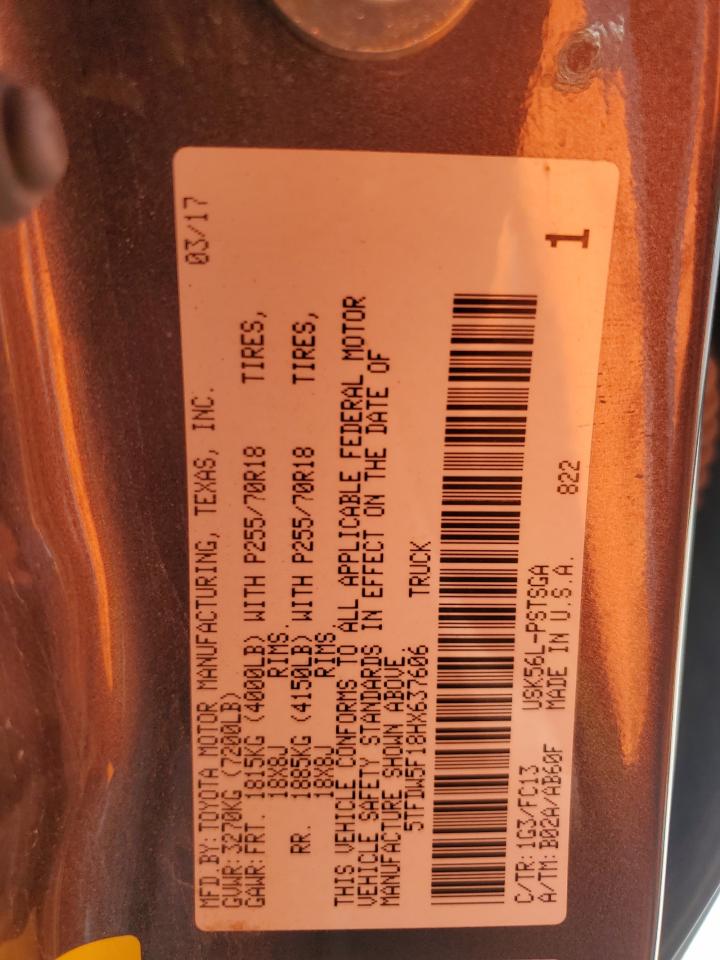 MFD.BY: TOYOTA MOTOR MANUFACTURING, TEXAS, INC. 03/17
GVWR: 3270KG (7200LB)
GAWR: FRT. 1815KG (4000LB) WITH P255/70R18 TIRES,
18X8J RIMS.
RR. 1885KG (4150LB) WITH P255/70R18 TIRES,
18X8J RIMS.
THIS VEHICLE CONFORMS TO ALL APPLICABLE FEDERAL MOTOR
VEHICLE SAFETY STANDARDS IN EFFECT ON THE DATE OF
MANUFACTURE SHOWN ABOVE.
5TFDW5F18HX637606 TRUCK
C/TR: 1G3/FC13 USK56L-PSTSGA
A/TM: B02A/AB60F MADE IN U.S.A. 822
1